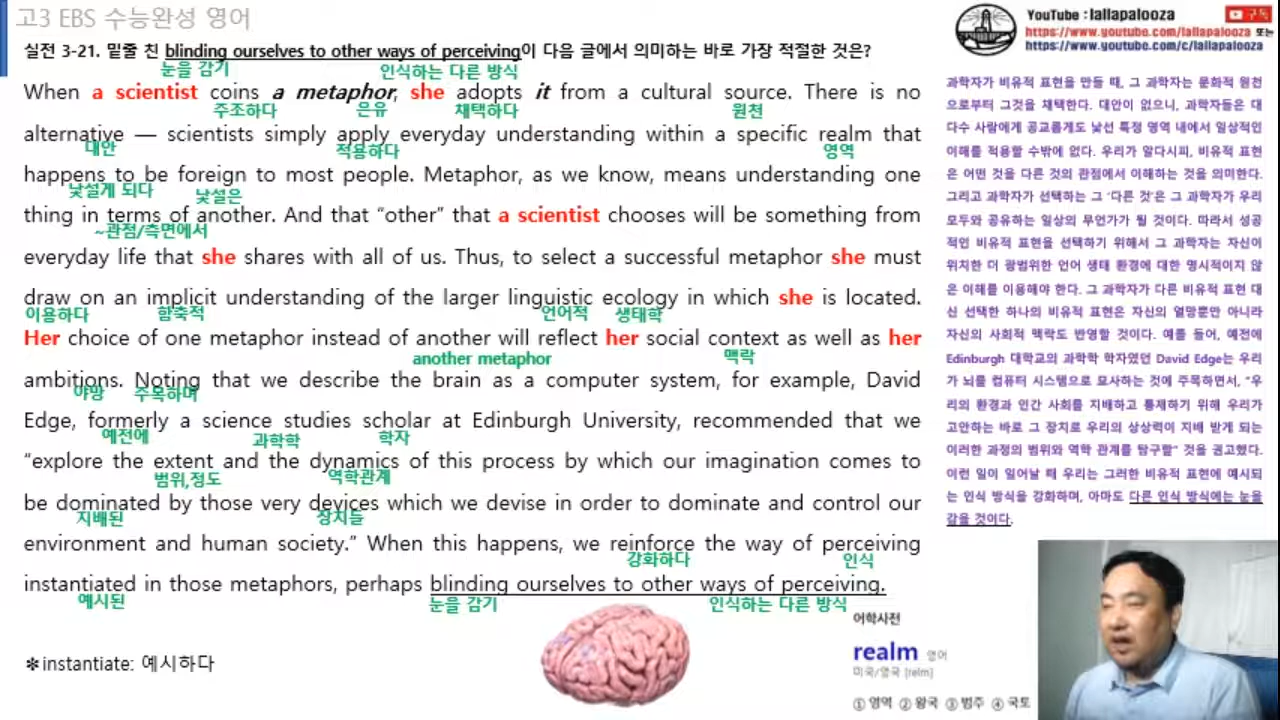 고3 EBS 수능완성 영어
YouTube : lallapalooza
구독
https://www.youtube.com/lallapalooza 또는
https://www.youtube.com/c/lallapalooza
실전 3-21. 밑줄 친 blinding ourselves to other ways of perceiving이 다음 글에서 의미하는 바로 가장 적절한 것은?
눈을 감기 인식하는 다른 방식
When a scientist coins a metaphor, she adopts it from a cultural source. There is no
주조하다 은유 채택하다 원천
alternative — scientists simply apply everyday understanding within a specific realm that
대안 적용하다 영역
happens to be foreign to most people. Metaphor, as we know, means understanding one
낯설게 되다 낯설은
thing in terms of another. And that “other” that a scientist chooses will be something from
~관점/측면에서
everyday life that she shares with all of us. Thus, to select a successful metaphor she must
draw on an implicit understanding of the larger linguistic ecology in which she is located.
이용하다 함축적 언어적 생태학
Her choice of one metaphor instead of another will reflect her social context as well as her
another metaphor 맥락
ambitions. Noting that we describe the brain as a computer system, for example, David
야망 주목하며
Edge, formerly a science studies scholar at Edinburgh University, recommended that we
예전에 과학학 학자
“explore the extent and the dynamics of this process by which our imagination comes to
범위,정도 역학관계
be dominated by those very devices which we devise in order to dominate and control our
지배된 장치들
environment and human society.” When this happens, we reinforce the way of perceiving
강화하다 인식
instantiated in those metaphors, perhaps blinding ourselves to other ways of perceiving.
예시된 눈을 감기 인식하는 다른 방식
＊instantiate: 예시하다
과학자가 비유적 표현을 만들 때, 그 과학자는 문화적 원천
으로부터 그것을 채택한다. 대안이 없으니, 과학자들은 대
다수 사람에게 공교롭게도 낯선 특정 영역 내에서 일상적인
이해를 적용할 수밖에 없다. 우리가 알다시피, 비유적 표현
은 어떤 것을 다른 것의 관점에서 이해하는 것을 의미한다.
그리고 과학자가 선택하는 그 ‘다른 것’은 그 과학자가 우리
모두와 공유하는 일상의 무언가가 될 것이다. 따라서 성공
적인 비유적 표현을 선택하기 위해서 그 과학자는 자신이
위치한 더 광범위한 언어 생태 환경에 대한 명시적이지 않
은 이해를 이용해야 한다. 그 과학자가 다른 비유적 표현 대
신 선택한 하나의 비유적 표현은 자신의 열망뿐만 아니라
자신의 사회적 맥락도 반영할 것이다. 예를 들어, 예전에
Edinburgh 대학교의 과학학 학자였던 David Edge는 우리
가 뇌를 컴퓨터 시스템으로 묘사하는 것에 주목하면서, “우
리의 환경과 인간 사회를 지배하고 통제하기 위해 우리가
고안하는 바로 그 장치로 우리의 상상력이 지배 받게 되는
이러한 과정의 범위와 역학 관계를 탐구할” 것을 권고했다.
이런 일이 일어날 때 우리는 그러한 비유적 표현에 예시되
는 인식 방식을 강화하며, 아마도 다른 인식 방식에는 눈을
감을 것이다.
어학사전
realm 영어
미국/영국 [relm]
① 영역 ② 왕국 ③ 범주 ④ 국토